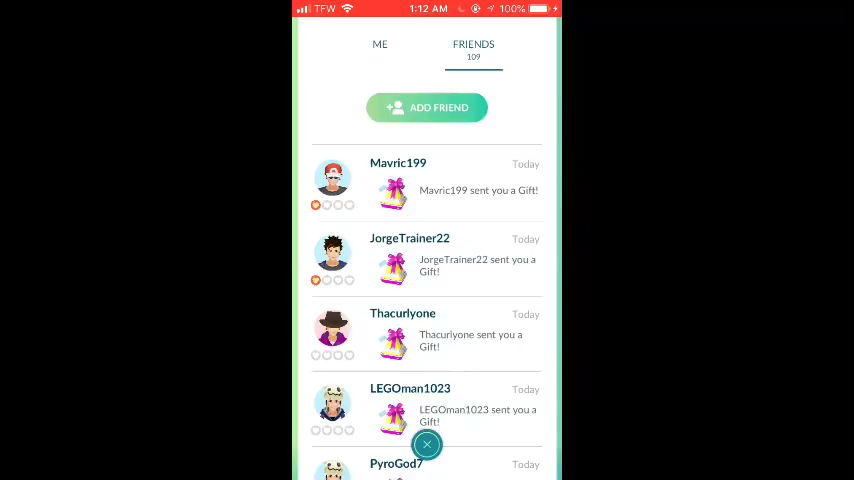 TFW 1:12 AM 100%
ME FRIENDS
109
ADD FRIEND
Mavric199 Today
Mavric199 sent you a Gift!
JorgeTrainer22 Today
JorgeTrainer22 sent you a
Gift!
Thacurlyone Today
Thacurlyone sent you a
Gift!
LEGOman1023 Today
LEGOman1023 sent you a
Gift!
PyroGod7 Today